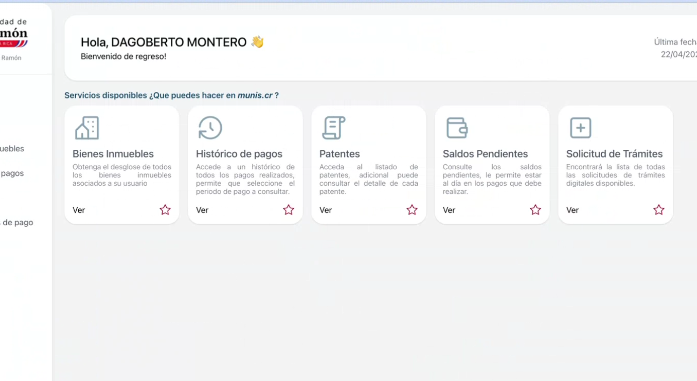 dad de
món
Ramón
uebles
pagos
s de pago
Hola, DAGOBERTO MONTERO 👋
Bienvenido de regreso!
Última fech
22/04/202
Servicios disponibles ¿Que puedes hacer en munis.cr ?
Bienes Inmuebles
Obtenga el desglose de todos
los bienes inmuebles
asociados a su usuario
Ver
Histórico de pagos
Accede a un histórico de
todos los pagos realizados,
permite que seleccione el
periodo de pago a consultar.
Ver
Patentes
Acceda al listado de
patentes, adicional puede
consultar el detalle de cada
patente.
Ver
Saldos Pendientes
Consulte los saldos
pendientes, le permite estar
al día en los pagos que debe
realizar.
Ver
Solicitud de Trámites
Encontrará la lista de todas
las solicitudes de trámites
digitales disponibles.
Ver